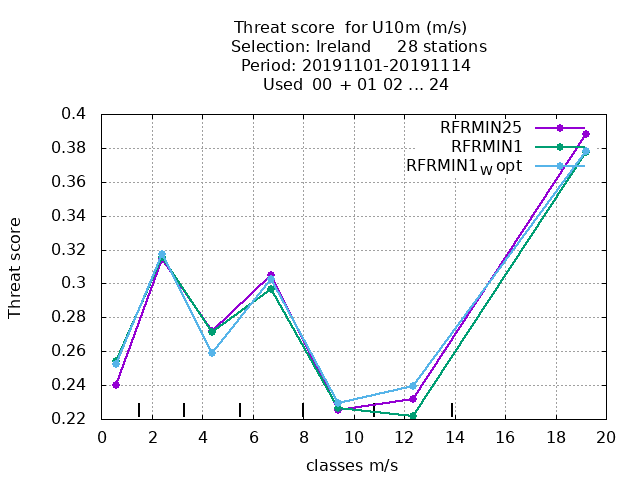 Threat score for U10m (m/s)
Selection: Ireland 28 stations
Period: 20191101-20191114
Used 00 + 01 02 ... 24
RFRMIN25
RFRMIN1
RFRMIN1W opt
Threat score
0.4
0.38
0.36
0.34
0.32
0.3
0.28
0.26
0.24
0.22
0 2 4 6 8 10 12 14 16 18 20
classes m/s